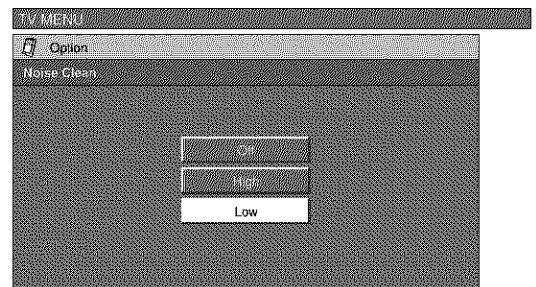 TV MENU
Option
Noise Clean
Off
High
Low